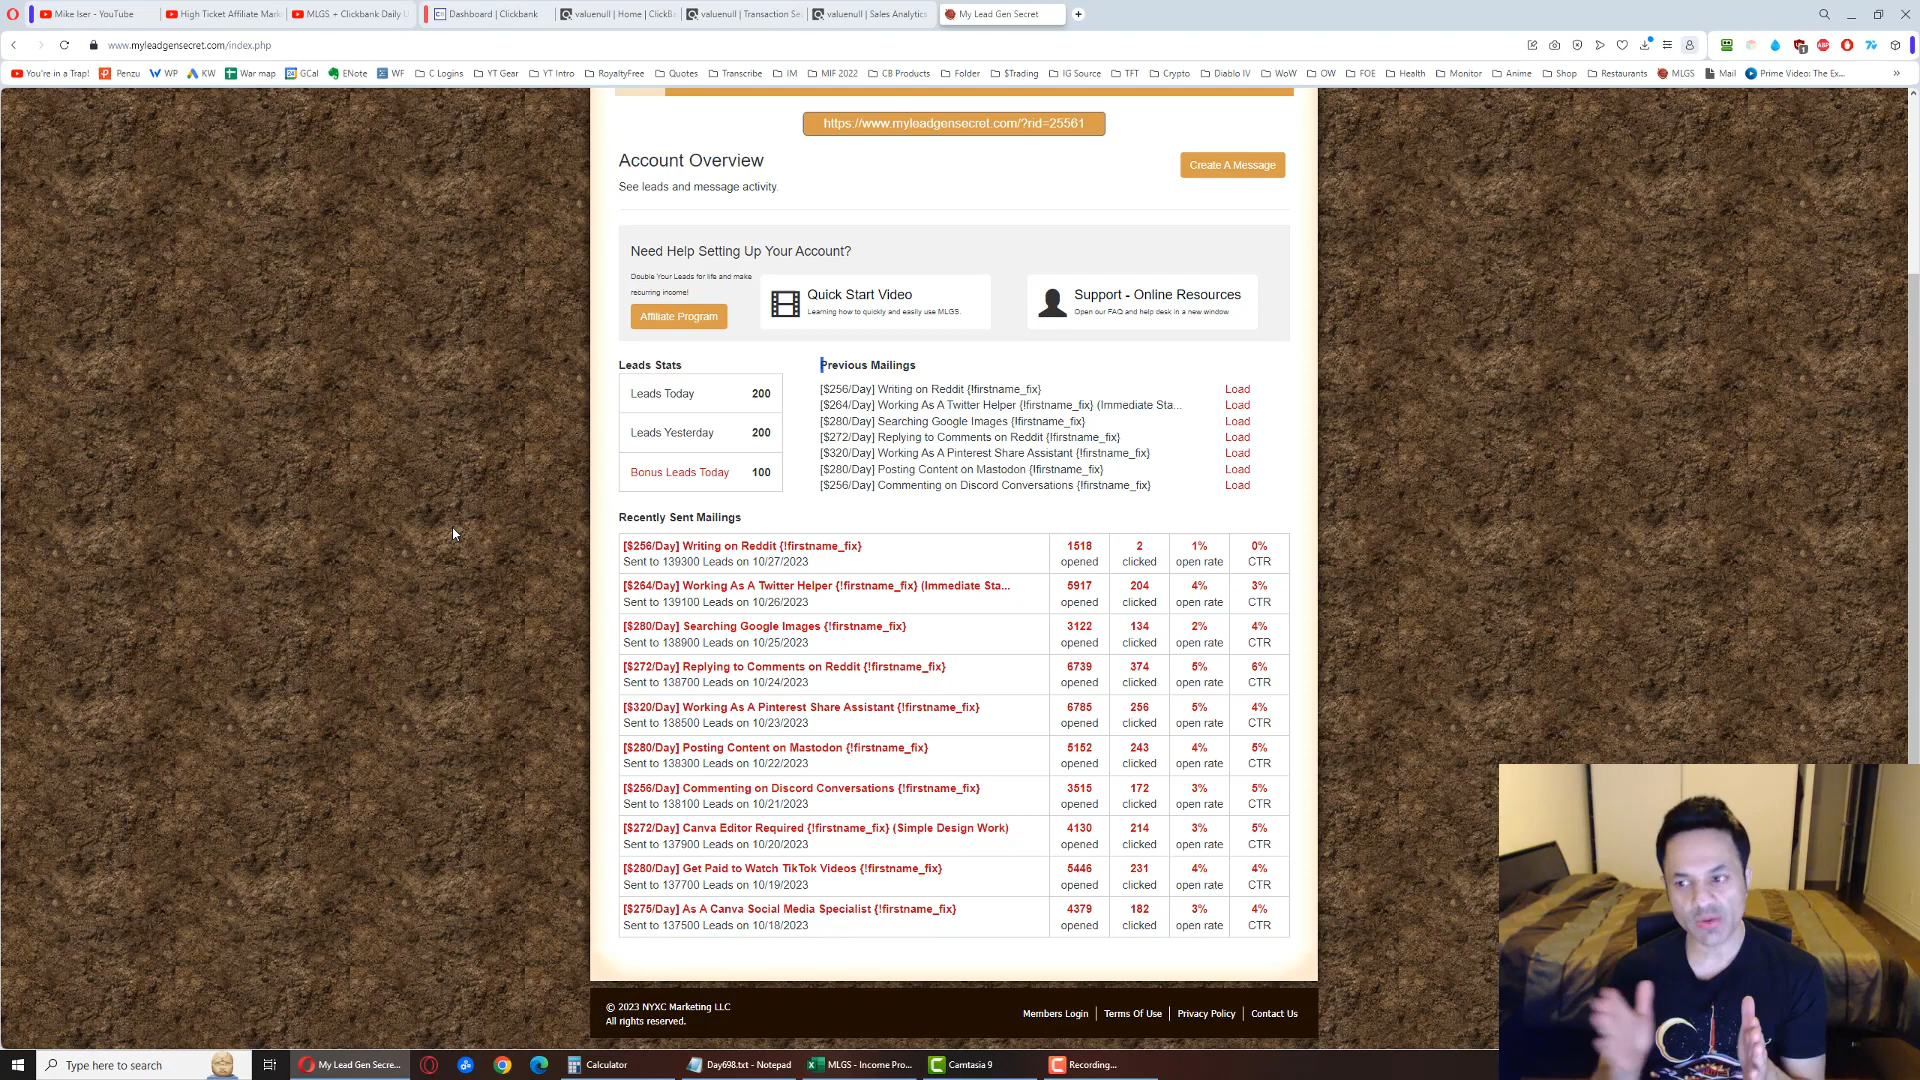 Mike Iser - YouTube
High Ticket Affiliate Mark
MLGS + Clickbank Daily U
Dashboard | Clickbank
valuenull | Home | ClickBa
valuenull | Transaction Se
valuenull | Sales Analytics
My Lead Gen Secret
www.myleadgensecret.com/index.php
You're in a Trap!
Penzu
WP
KW
War map
GCal
ENote
WF
C Logins
YT Gear
YT Intro
RoyaltyFree
Quotes
Transcribe
IM
MIF 2022
CB Products
Folder
$Trading
IG Source
TFT
Crypto
Diablo IV
WoW
OW
FOE
Health
Monitor
Anime
Shop
Restaurants
MLGS
Mail
Prime Video: The Ex...
https://www.myleadgensecret.com/?rid=25561
Account Overview
Create A Message
See leads and message activity.
Need Help Setting Up Your Account?
Double Your Leads for life and make
recurring income!
Affiliate Program
Quick Start Video
Learning how to quickly and easily use MLGS.
Support - Online Resources
Open our FAQ and help desk in a new window
Leads Stats
Leads Today 200
Leads Yesterday 200
Bonus Leads Today 100
Previous Mailings
[$256/Day] Writing on Reddit {!firstname_fix} Load
[$264/Day] Working As A Twitter Helper {!firstname_fix} (Immediate Sta... Load
[$280/Day] Searching Google Images {!firstname_fix} Load
[$272/Day] Replying to Comments on Reddit {!firstname_fix} Load
[$320/Day] Working As A Pinterest Share Assistant {!firstname_fix} Load
[$280/Day] Posting Content on Mastodon {!firstname_fix} Load
[$256/Day] Commenting on Discord Conversations {!firstname_fix} Load
Recently Sent Mailings
[$256/Day] Writing on Reddit {!firstname_fix} 1518 2 1% 0%
Sent to 139300 Leads on 10/27/2023 opened clicked open rate CTR
[$264/Day] Working As A Twitter Helper {!firstname_fix} (Immediate Sta... 5917 204 4% 3%
Sent to 139100 Leads on 10/26/2023 opened clicked open rate CTR
[$280/Day] Searching Google Images {!firstname_fix} 3122 134 2% 4%
Sent to 138900 Leads on 10/25/2023 opened clicked open rate CTR
[$272/Day] Replying to Comments on Reddit {!firstname_fix} 6739 374 5% 6%
Sent to 138700 Leads on 10/24/2023 opened clicked open rate CTR
[$320/Day] Working As A Pinterest Share Assistant {!firstname_fix} 6785 256 5% 4%
Sent to 138500 Leads on 10/23/2023 opened clicked open rate CTR
[$280/Day] Posting Content on Mastodon {!firstname_fix} 5152 243 4% 5%
Sent to 138300 Leads on 10/22/2023 opened clicked open rate CTR
[$256/Day] Commenting on Discord Conversations {!firstname_fix} 3515 172 3% 5%
Sent to 138100 Leads on 10/21/2023 opened clicked open rate CTR
[$272/Day] Canva Editor Required {!firstname_fix} (Simple Design Work) 4130 214 3% 5%
Sent to 137900 Leads on 10/20/2023 opened clicked open rate CTR
[$280/Day] Get Paid to Watch TikTok Videos {!firstname_fix} 5446 231 4% 4%
Sent to 137700 Leads on 10/19/2023 opened clicked open rate CTR
[$275/Day] As A Canva Social Media Specialist {!firstname_fix} 4379 182 3% 4%
Sent to 137500 Leads on 10/18/2023 opened clicked open rate CTR
© 2023 NYXC Marketing LLC
All rights reserved.
Members Login | Terms Of Use | Privacy Policy | Contact Us
Type here to search
My Lead Gen Secre...
Calculator
Day698.txt - Notepad
MLGS - Income Pro...
Camtasia 9
Recording...